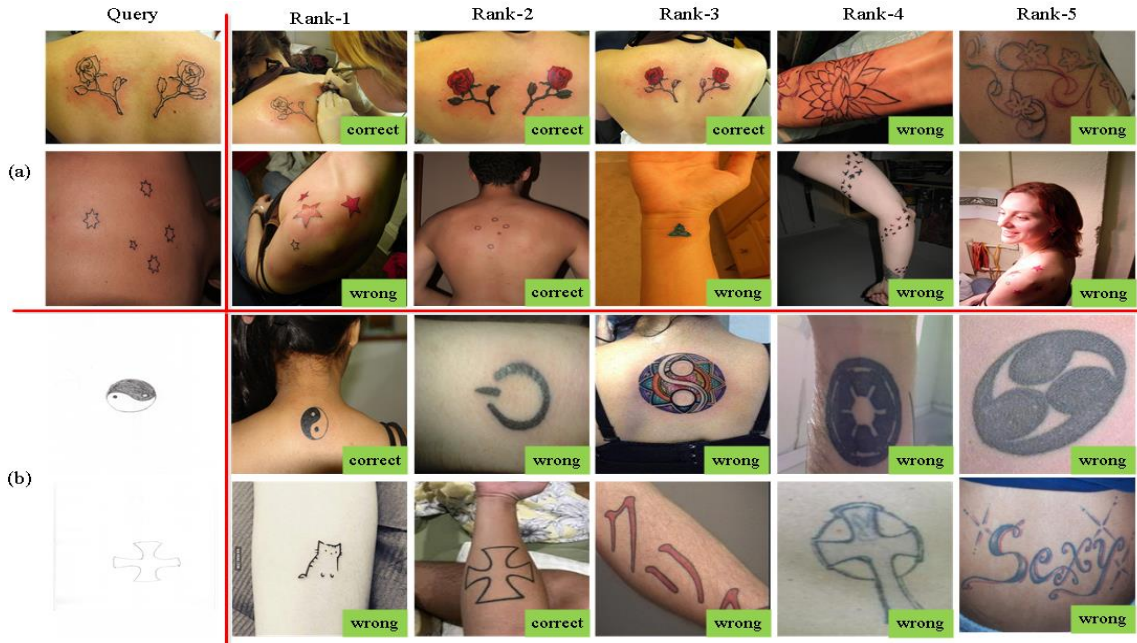 Query Rank-1 Rank-2 Rank-3 Rank-4 Rank-5
correct correct correct wrong wrong
(a)
wrong correct wrong wrong wrong
correct wrong wrong wrong wrong
(b)
Sexy
wrong correct wrong wrong wrong